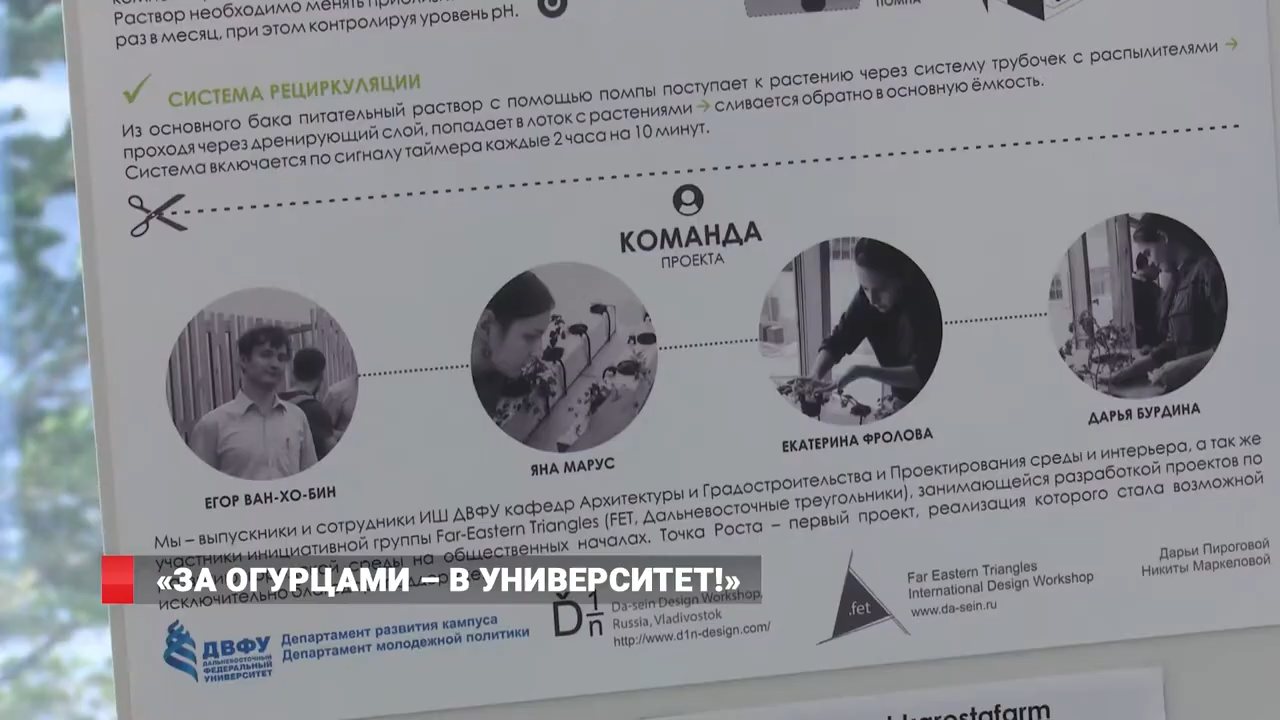 Раствор необходимо менять
раз в месяц, при этом контролируя уровень pH.
ПОМПА
СИСТЕМА РЕЦИРКУЛЯЦИИ
Из основного бака питательный раствор с помощью помпы поступает к растению через систему трубочек с распылителями →
проходя через дренирующий слой, попадает в лоток с растениями → сливается обратно в основную ёмкость.
Система включается по сигналу таймера каждые 2 часа на 10 минут.
КОМАНДА
ПРОЕКТА
ЕГОР ВАН-ХО-БИН
ЯНА МАРУС
ЕКАТЕРИНА ФРОЛОВА
ДАРЬЯ БУРДИНА
Мы – выпускники и сотрудники ИШ ДВФУ кафедр Архитектуры и Градостроительства и Проектирования среды и интерьера, а так же
участники инициативной группы Far-Eastern Triangles (FET, Дальневосточные треугольники), занимающейся разработкой проектов по
среды на общественных началах. Точка Роста – первый проект, реализация которого стала возможной
исключительно
Дарьи Пироговой
Никиты Маркеловой
«ЗА ОГУРЦАМИ – В УНИВЕРСИТЕТ!»
ДВФУ
ДАЛЬНЕВОСТОЧНЫЙ
ФЕДЕРАЛЬНЫЙ
УНИВЕРСИТЕТ
Департамент развития кампуса
Департамент молодежной политики
D 1 n
Da-sein Design Workshop.
Russia, Vladivostok
http://www.d1n-design.com/
.fet
Far Eastern Triangles
International Design Workshop
www.da-sein.ru